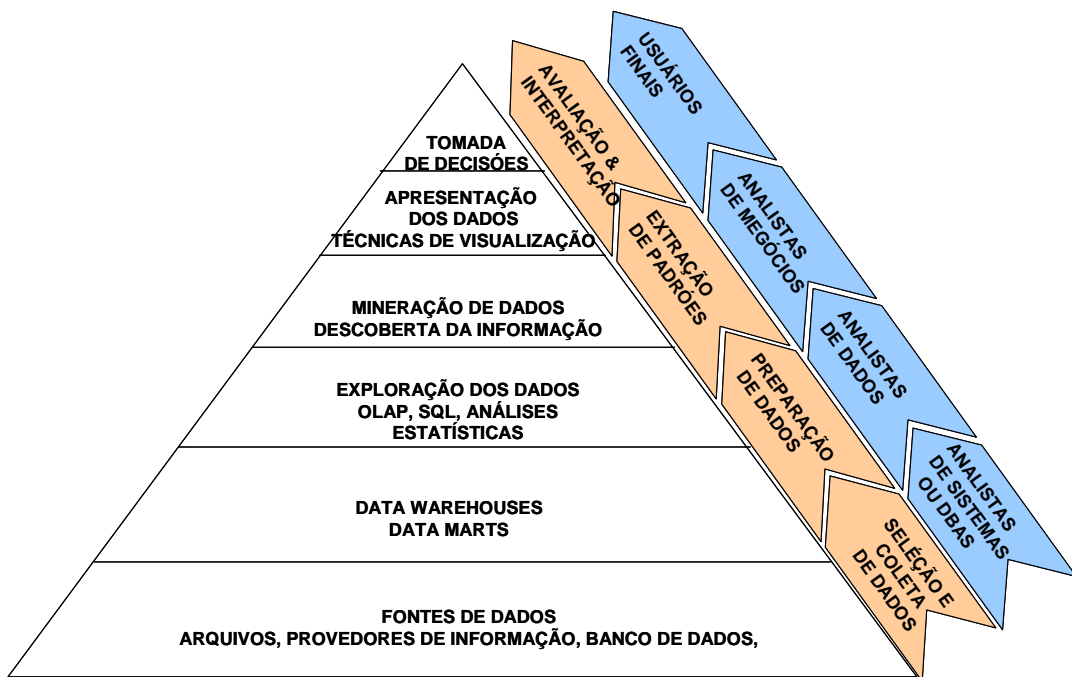 TOMADA
DE DECISÓES
APRESENTAÇÃO
DOS DADOS
TÉCNICAS DE VISUALIZAÇÃO
MINERAÇÃO DE DADOS
DESCOBERTA DA INFORMAÇÃO
EXPLORAÇÃO DOS DADOS
OLAP, SQL, ANÁLISES
ESTATÍSTICAS
DATA WAREHOUSES
DATA MARTS
FONTES DE DADOS
ARQUIVOS, PROVEDORES DE INFORMAÇÃO, BANCO DE DADOS,
AVALIAÇÃO &
INTERPRETAÇÃO
EXTRAÇÃO
DE PADRÕES
PREPARAÇÃO
DE DADOS
SELÉÇÃO E
COLETA
DE DADOS
USUÁRIOS
FINAIS
ANALISTAS
DE MEGÓCIOS
ANALISTAS
DE DADOS
ANALISTAS
DE SISTEMAS
OU DBAS